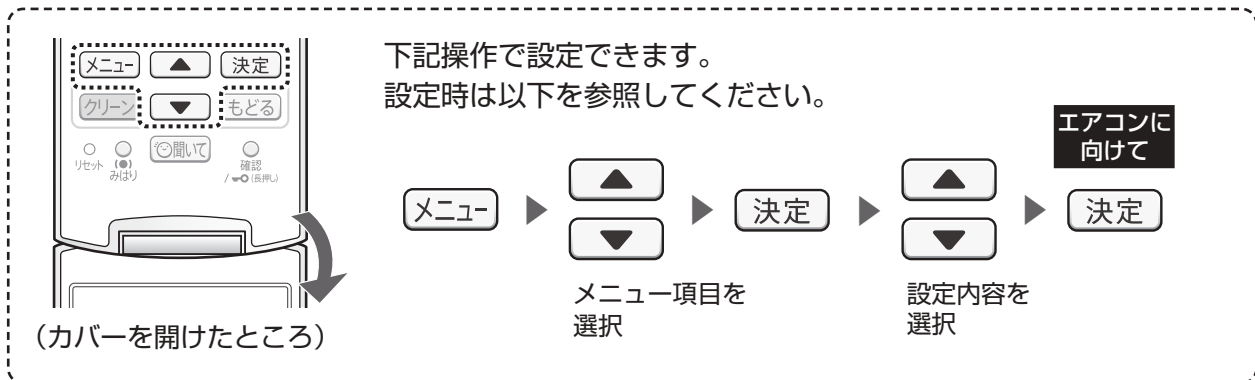 メニュー ▲ 決定
クリーン ▼ もどる
リセット みはり 聞いて 確認
/ (長押し)
(カバーを開けたところ)
下記操作で設定できます。
設定時は以下を参照してください。
エアコンに
向けて
メニュー ▶ ▲ ▼ ▶ 決定 ▶ ▲ ▼ ▶ 決定
メニュー項目を
選択
設定内容を
選択